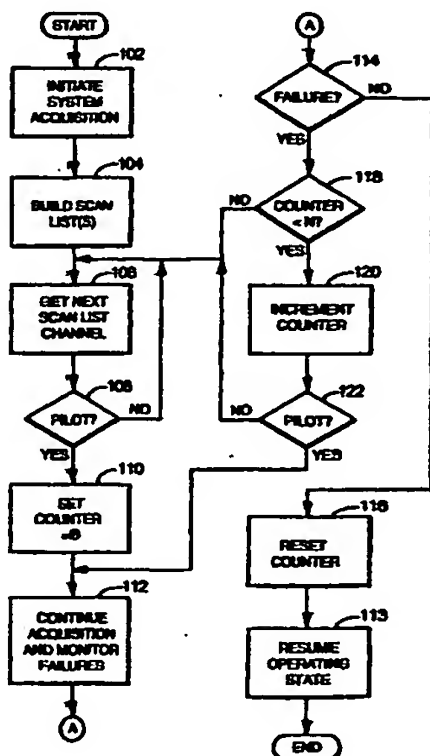 START
102
INITIATE
SYSTEM
ACQUISITION
104
BUILD SCAN
LIST(S)
106
GET NEXT
SCAN LIST
CHANNEL
108
PILOT?
NO
YES
110
SET
COUNTER
=0
112
CONTINUE
ACQUISITION
AND MONITOR
FAILURES
A
A
114
FAILURE?
NO
YES
118
NO
COUNTER
< N?
YES
120
INCREMENT
COUNTER
122
NO
PILOT?
YES
116
RESET
COUNTER
113
RESUME
OPERATING
STATE
END